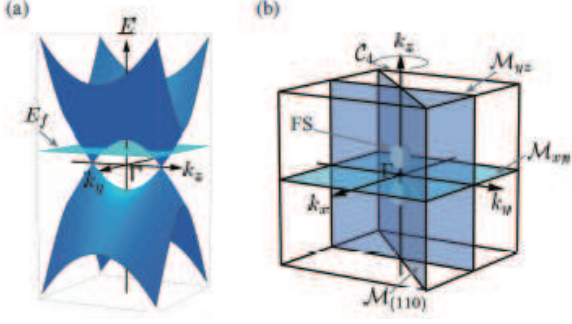 (a)
E
E_f
k_y
Γ
k_z
(b)
C_4
k_z
M_yz
FS
Γ
M_xy
k_x
k_y
M_(110)